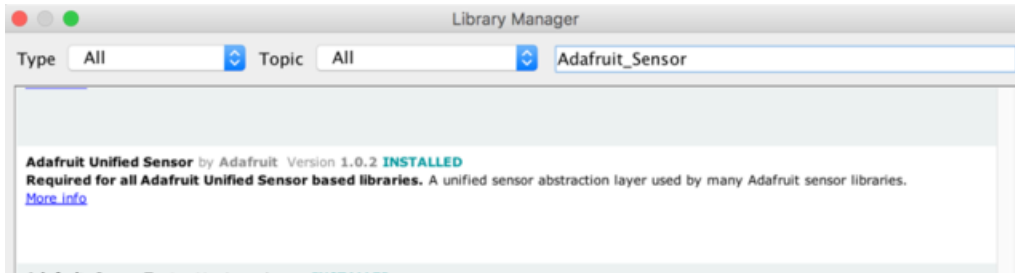 Library Manager
Type All Topic All Adafruit_Sensor
Adafruit Unified Sensor by Adafruit Version 1.0.2 INSTALLED
Required for all Adafruit Unified Sensor based libraries. A unified sensor abstraction layer used by many Adafruit sensor libraries.
More info